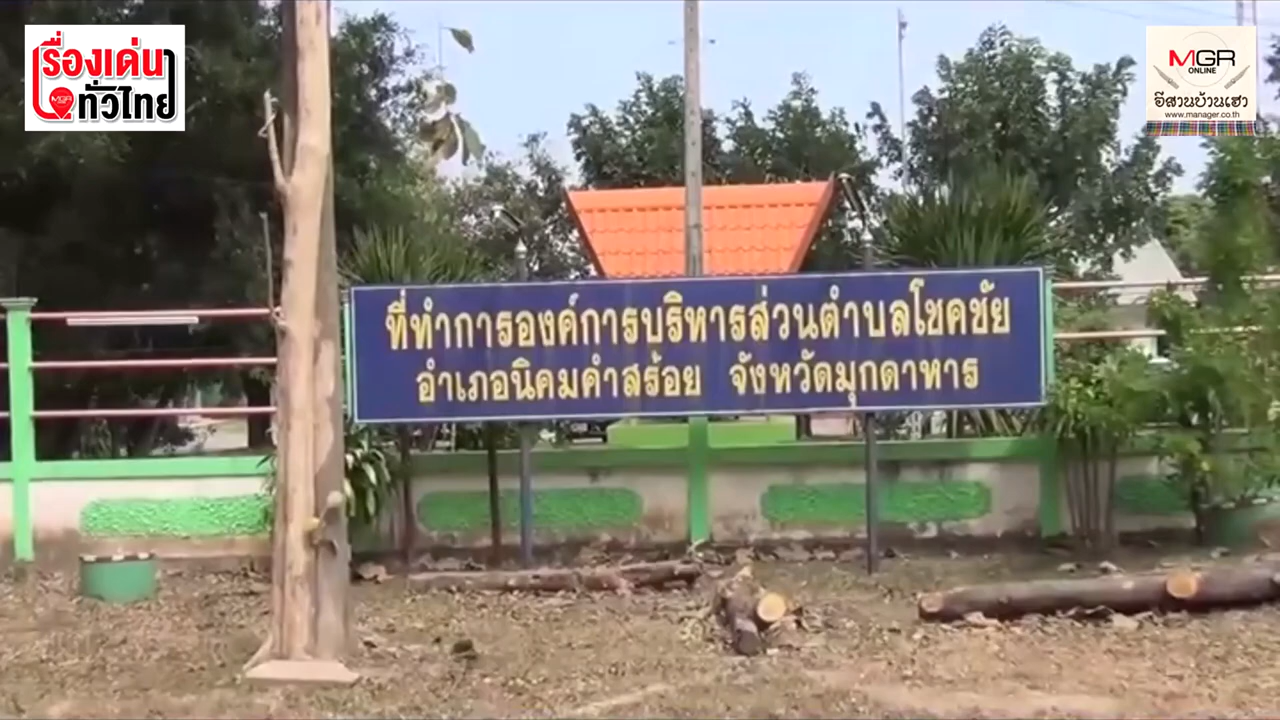 เรื่องเด่น
MGR
ทั่วไทย
MGR
ONLINE
อีสานบ้านเฮา
www.manager.co.th
ที่ทำการองค์การบริหารส่วนตำบลโชคชัย
อำเภอนิคมคำสร้อย จังหวัดมุกดาหาร